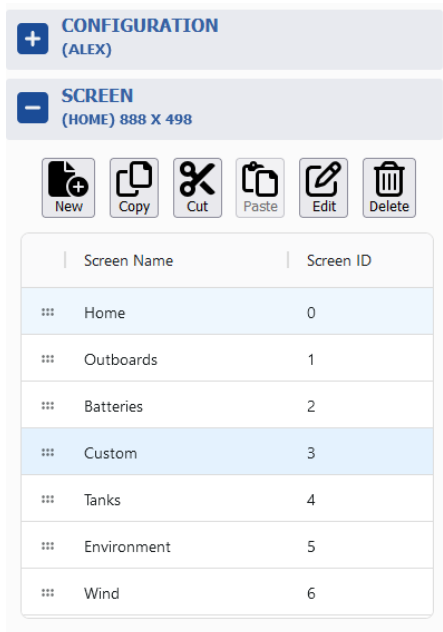 CONFIGURATION
(ALEX)
SCREEN
(HOME) 888 X 498
New Copy Cut Paste Edit Delete
Screen Name Screen ID
Home 0
Outboards 1
Batteries 2
Custom 3
Tanks 4
Environment 5
Wind 6